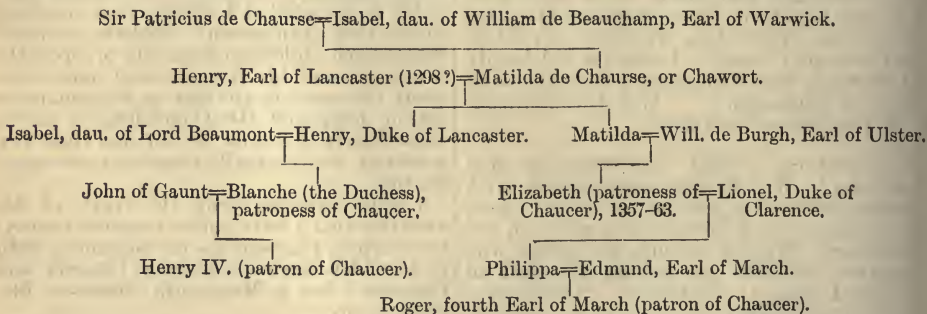 Sir Patricius de Chaurse=Isabel, dau. of William de Beauchamp, Earl of Warwick.
Henry, Earl of Lancaster (1298?)=Matilda de Chaurse, or Chawort.
Isabel, dau. of Lord Beaumont=Henry, Duke of Lancaster. Matilda=Will. de Burgh, Earl of Ulster.
John of Gaunt=Blanche (the Duchess), Elizabeth (patroness of=Lionel, Duke of
patroness of Chaucer. Chaucer), 1357–63. Clarence.
Henry IV. (patron of Chaucer). Philippa=Edmund, Earl of March.
Roger, fourth Earl of March (patron of Chaucer).